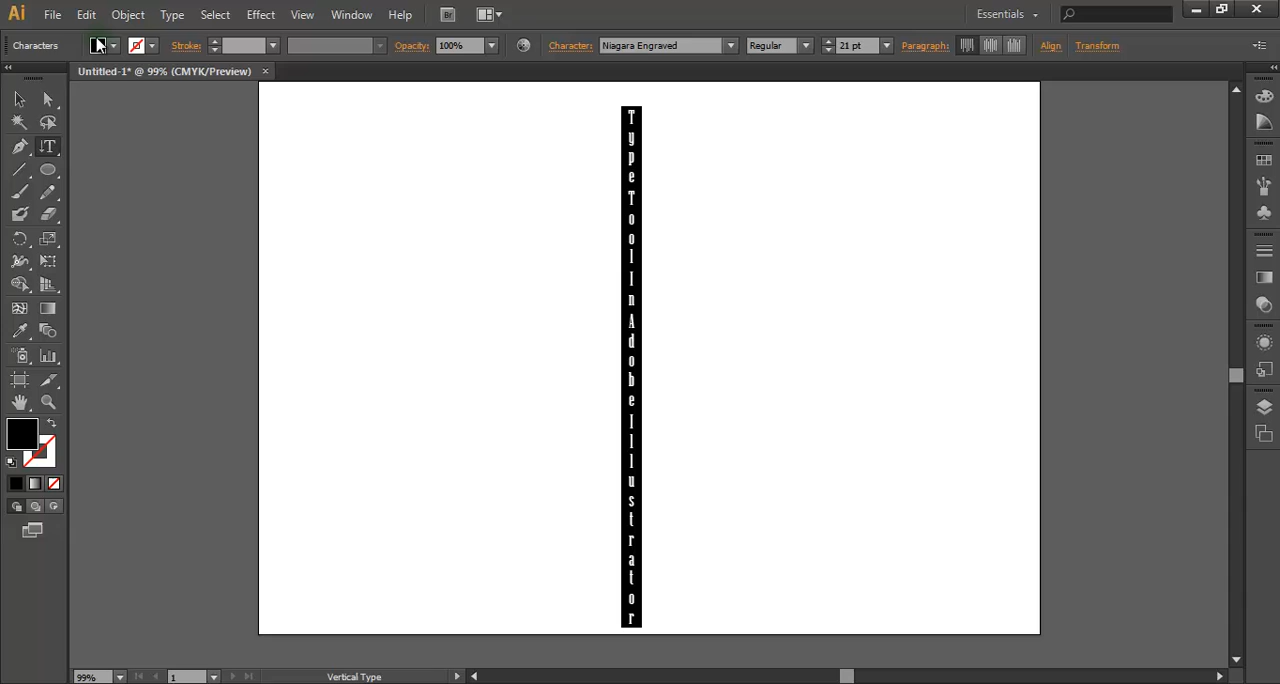 Ai File Edit Object Type Select Effect View Window Help Br Essentials
Characters Stroke: Opacity: 100% Character: Niagara Engraved Regular 21 pt Paragraph: Align Transform
Untitled-1* @ 99% (CMYK/Preview)
TypeToolInAdobeIllustrator
99% 1 Vertical Type